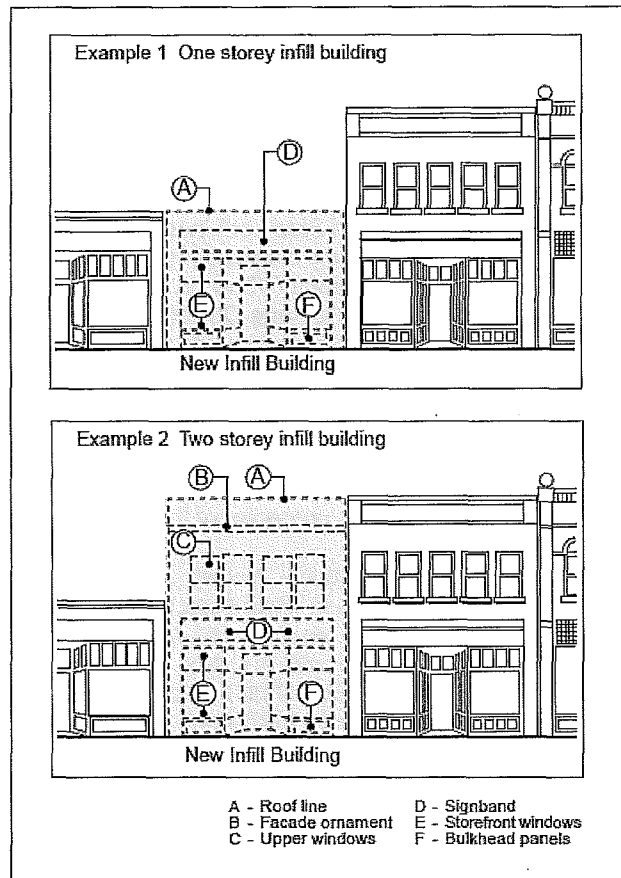 Example 1 One storey infill building
D
A
E
F
New Infill Building
Example 2 Two storey infill building
B
A
C
D
E
F
New Infill Building
A - Roof line
B - Facade ornament
C - Upper windows
D - Signband
E - Storefront windows
F - Bulkhead panels